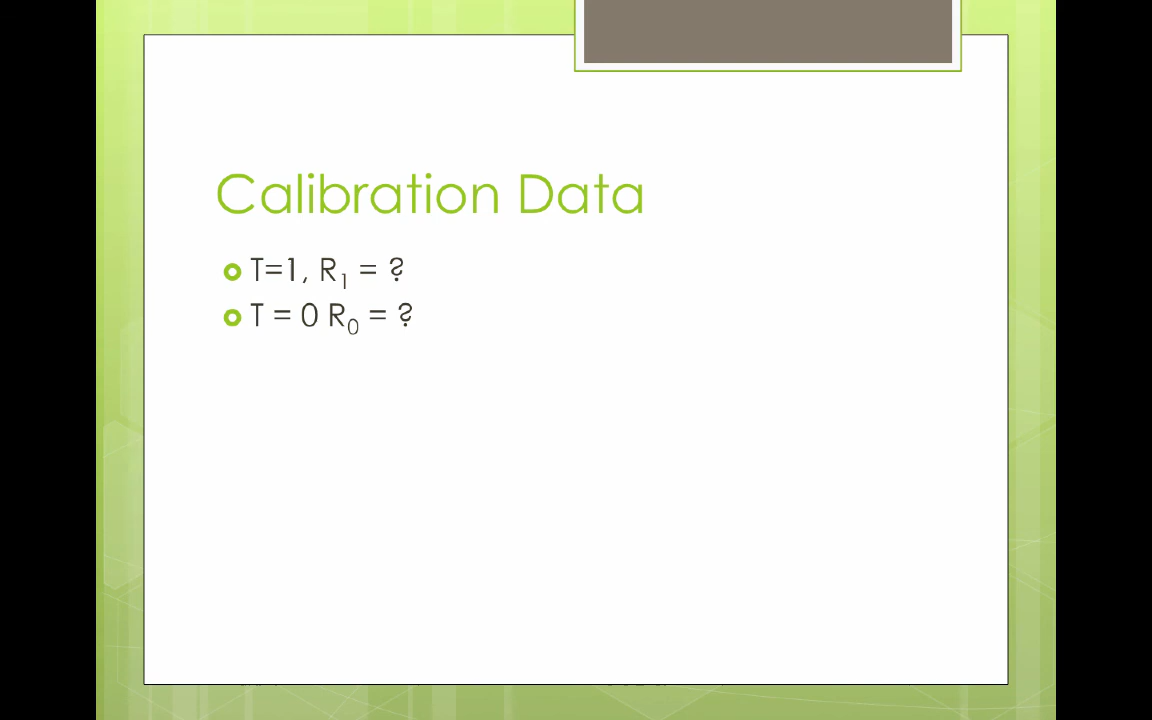 Calibration Data
T=1, R₁ = ?
T = 0 R₀ = ?